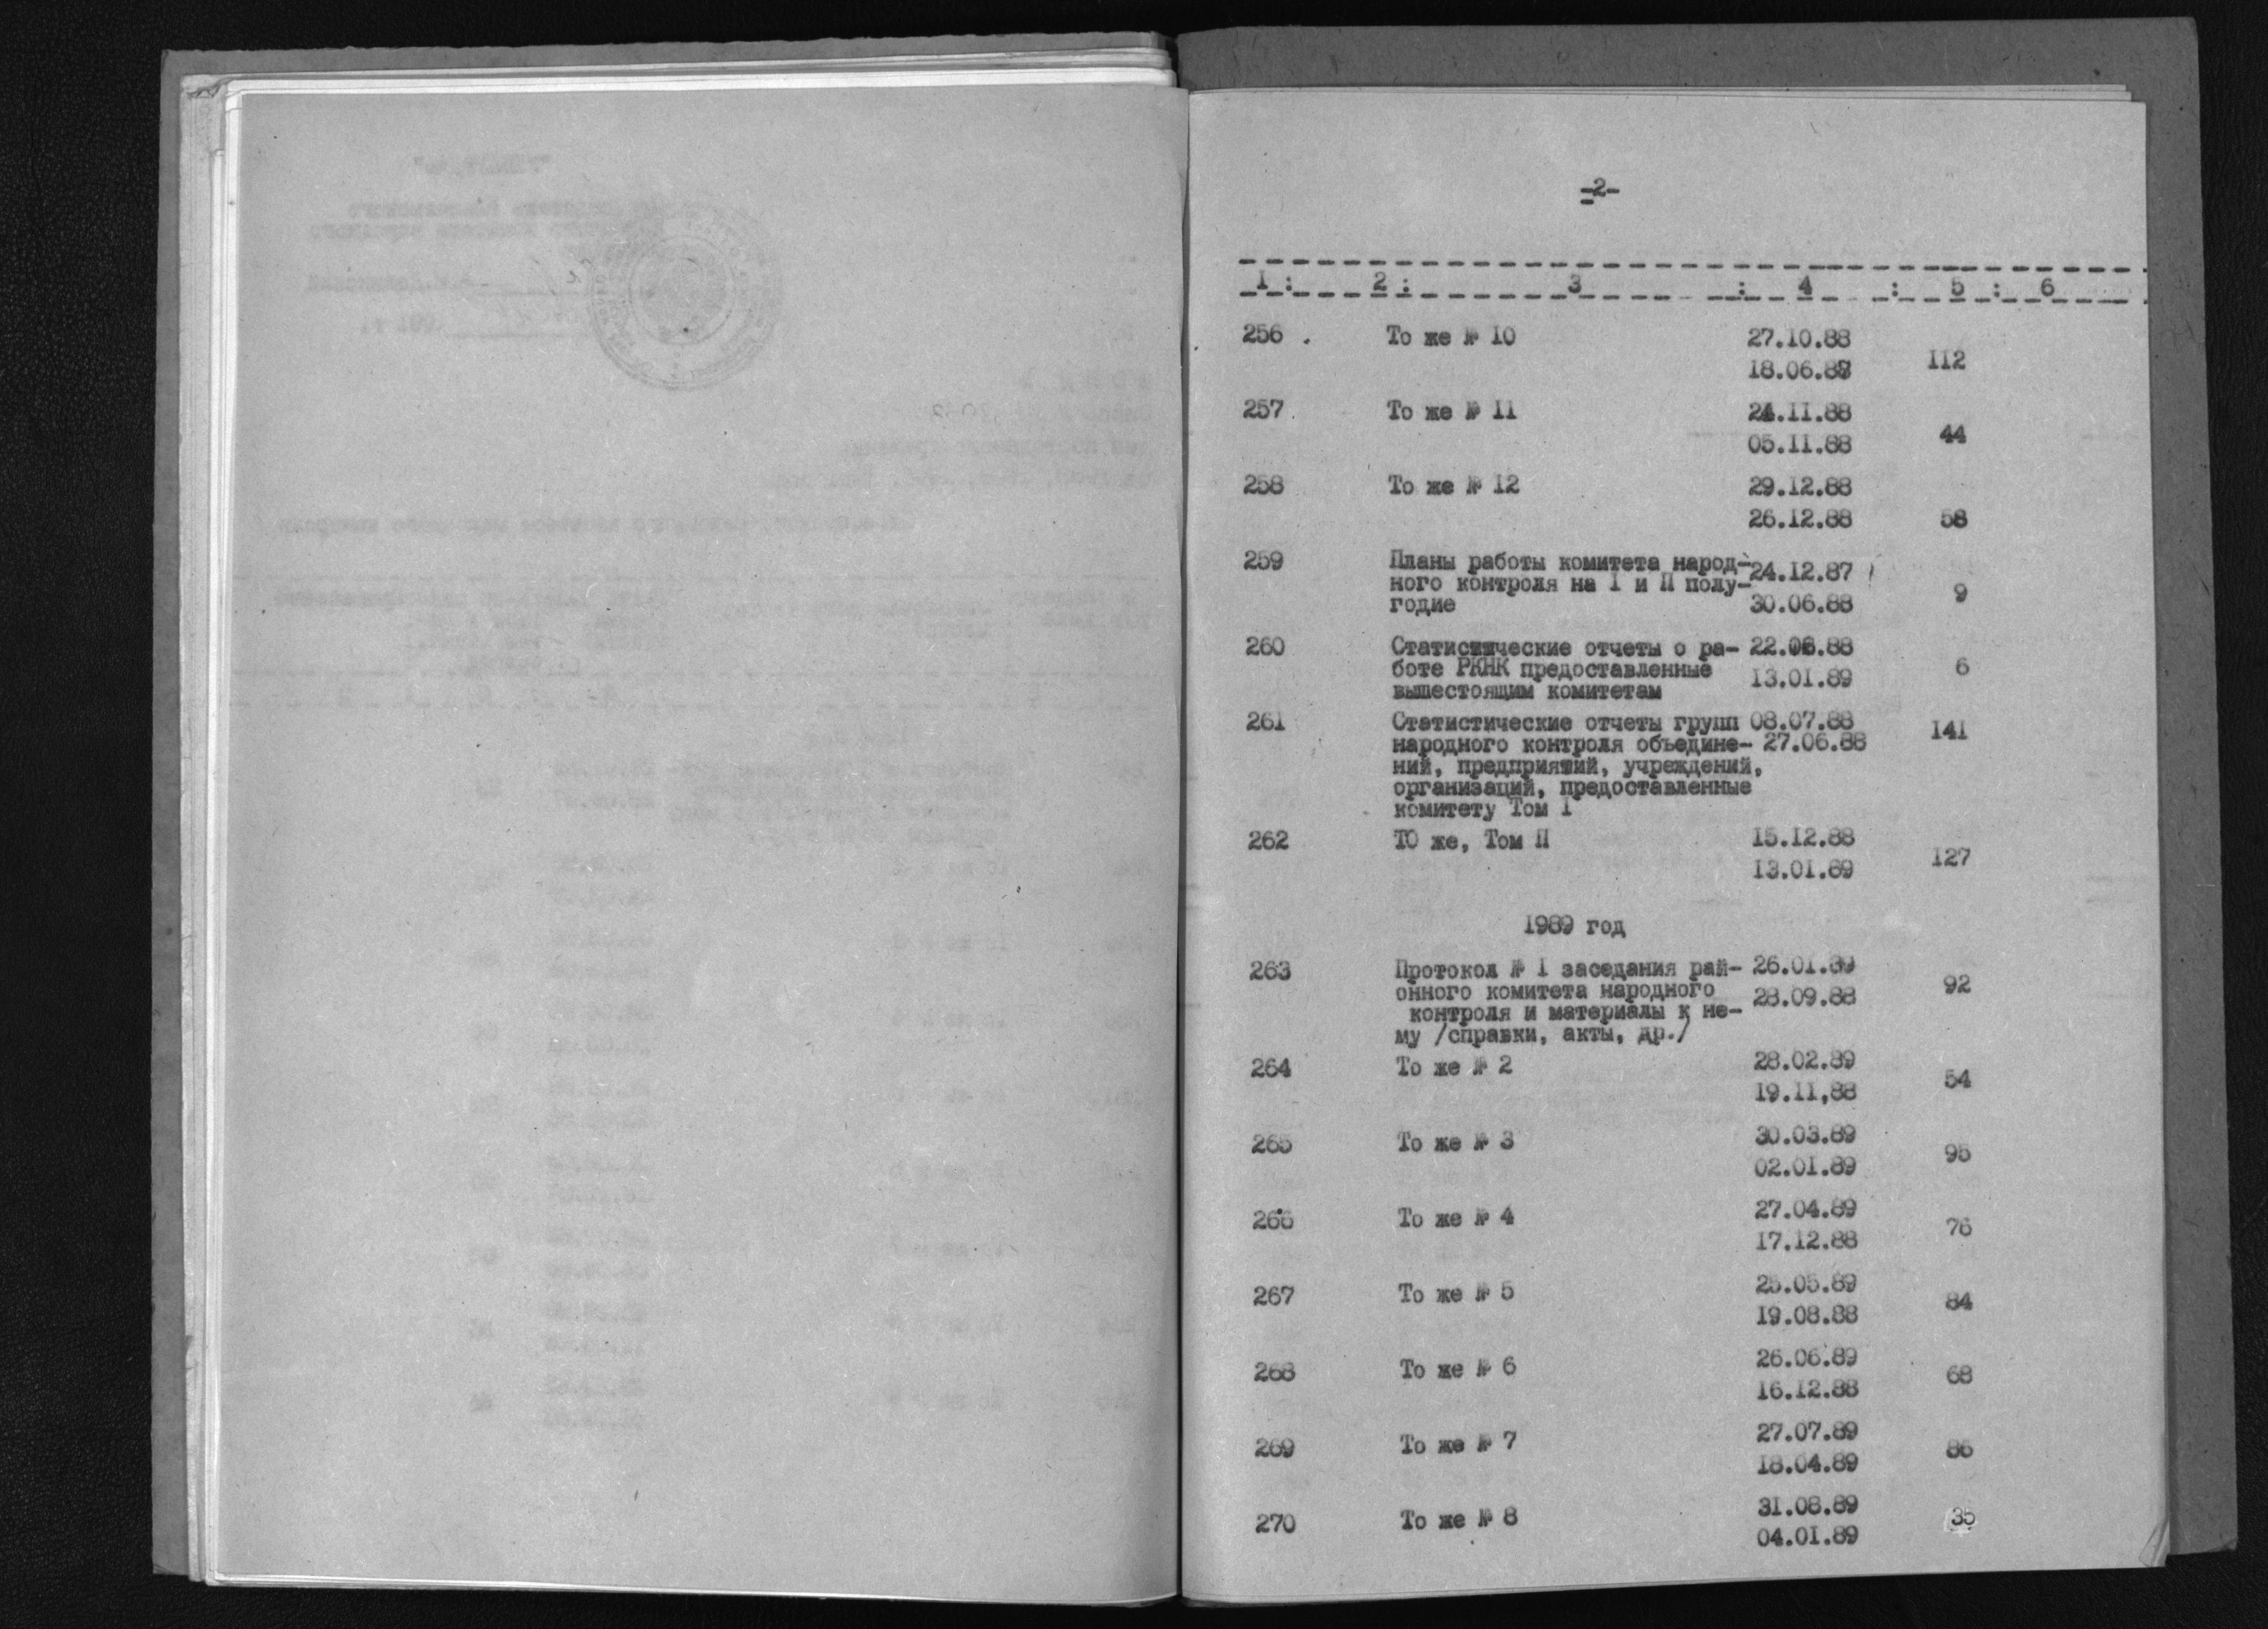 -2-
1 : 2 : 3 : 4 : 5 : 6
256 . То же № 10 27.10.88
18.06.88 112
257 . То же № 11 24.11.88
05.11.88 44
258 То же № 12 29.12.88
26.12.88 58
259 Планы работы комитета народ- 24.12.87
ного контроля на I и II полу-
годие 30.06.88 9
260 Статистические отчеты о ра- 22.06.88
боте РКНК предоставленные 13.01.89 6
вышестоящим комитетам
261 Статистические отчеты групп 08.07.88 141
народного контроля объедине- 27.06.88
ний, предприятий, учреждений,
организаций, предоставленные
комитету Том I
262 ТО же, Том II 15.12.88
13.01.89 127
1989 год
263 Протокол № 1 заседания рай- 26.01.89
онного комитета народного 28.09.88 92
контроля и материалы к не-
му /справки, акты, др./
264 То же № 2 28.02.89
19.11,88 54
265 То же № 3 30.03.89
02.01.89 95
266 То же № 4 27.04.89
17.12.88 76
267 То же № 5 25.05.89
19.08.88 84
268 То же № 6 26.06.89
16.12.88 68
269 То же № 7 27.07.89
18.04.89 86
270 То же № 8 31.08.89
04.01.89 35